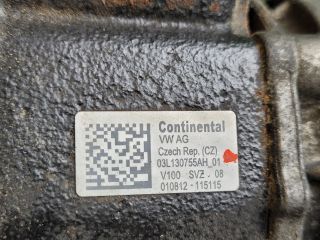 Continental
VW AG
Czech Rep. (CZ)
03L130755AH_01
V100 SVZ - 08
010812 - 115115